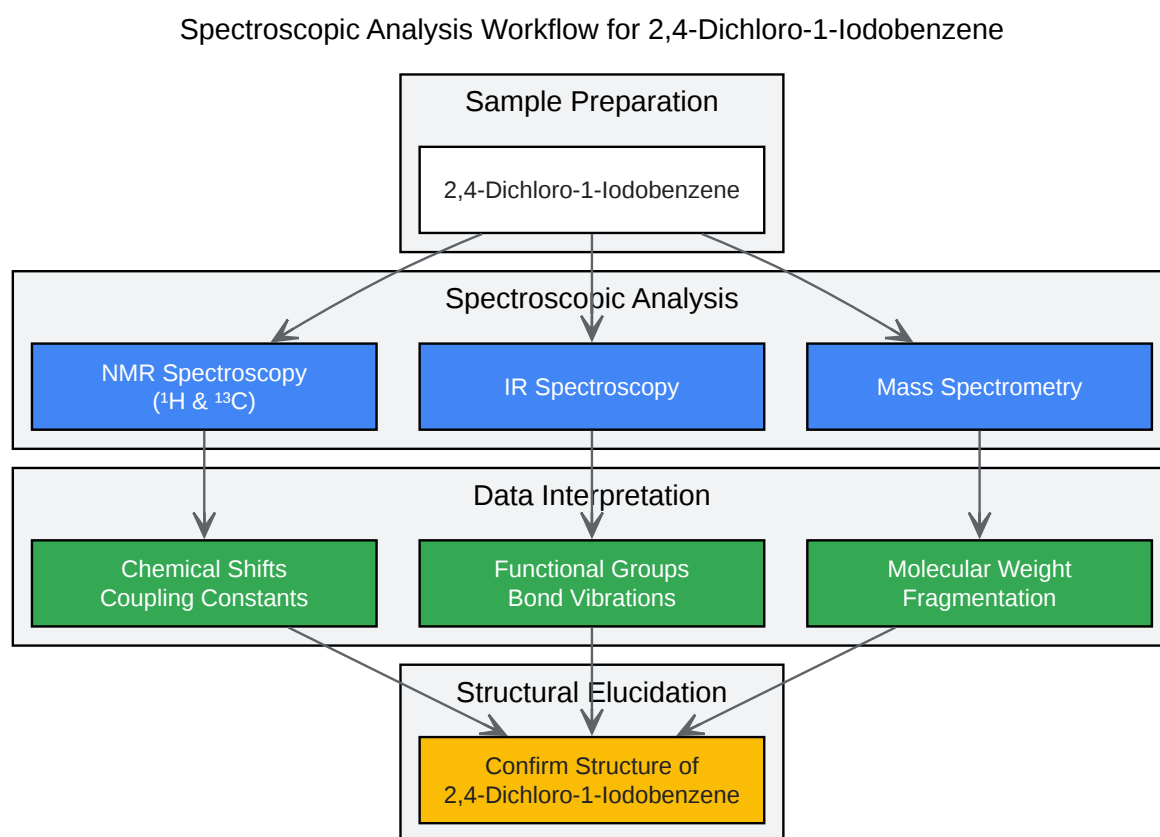 Spectroscopic Analysis Workflow for 2,4-Dichloro-1-Iodobenzene
Sample Preparation
2,4-Dichloro-1-Iodobenzene
Spectroscopic Analysis
NMR Spectroscopy
(¹H & ¹³C)
IR Spectroscopy
Mass Spectrometry
Data Interpretation
Chemical Shifts
Coupling Constants
Functional Groups
Bond Vibrations
Molecular Weight
Fragmentation
Structural Elucidation
Confirm Structure of
2,4-Dichloro-1-Iodobenzene